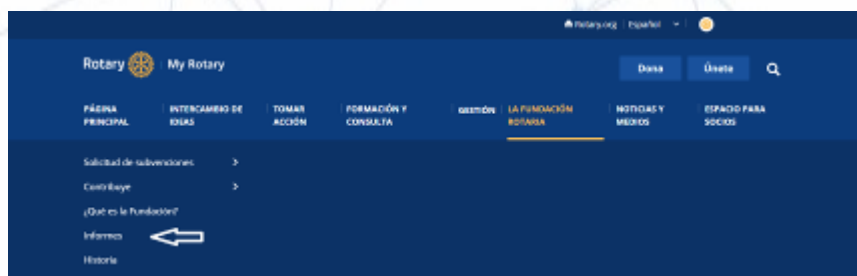 Rotary.org Español
Rotary My Rotary Dona Únete
PÁGINA PRINCIPAL INTERCAMBIO DE IDEAS TOMAR ACCIÓN FORMACIÓN Y CONSULTA GESTIÓN LA FUNDACIÓN ROTARIA NOTICIAS Y MEDIOS ESPACIO PARA SOCIOS
Solicitud de subvenciones
Contribuye
¿Qué es la Fundación?
Informes
Historia